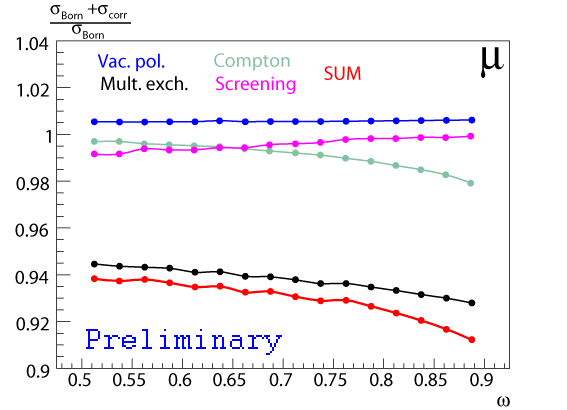 σBorn +σcorr
σBorn
1.04
μ
Vac. pol.
Compton
SUM
Mult. exch.
Screening
1.02
1
0.98
0.96
0.94
0.92
Preliminary
0.9
0.5 0.55 0.6 0.65 0.7 0.75 0.8 0.85 0.9
ω